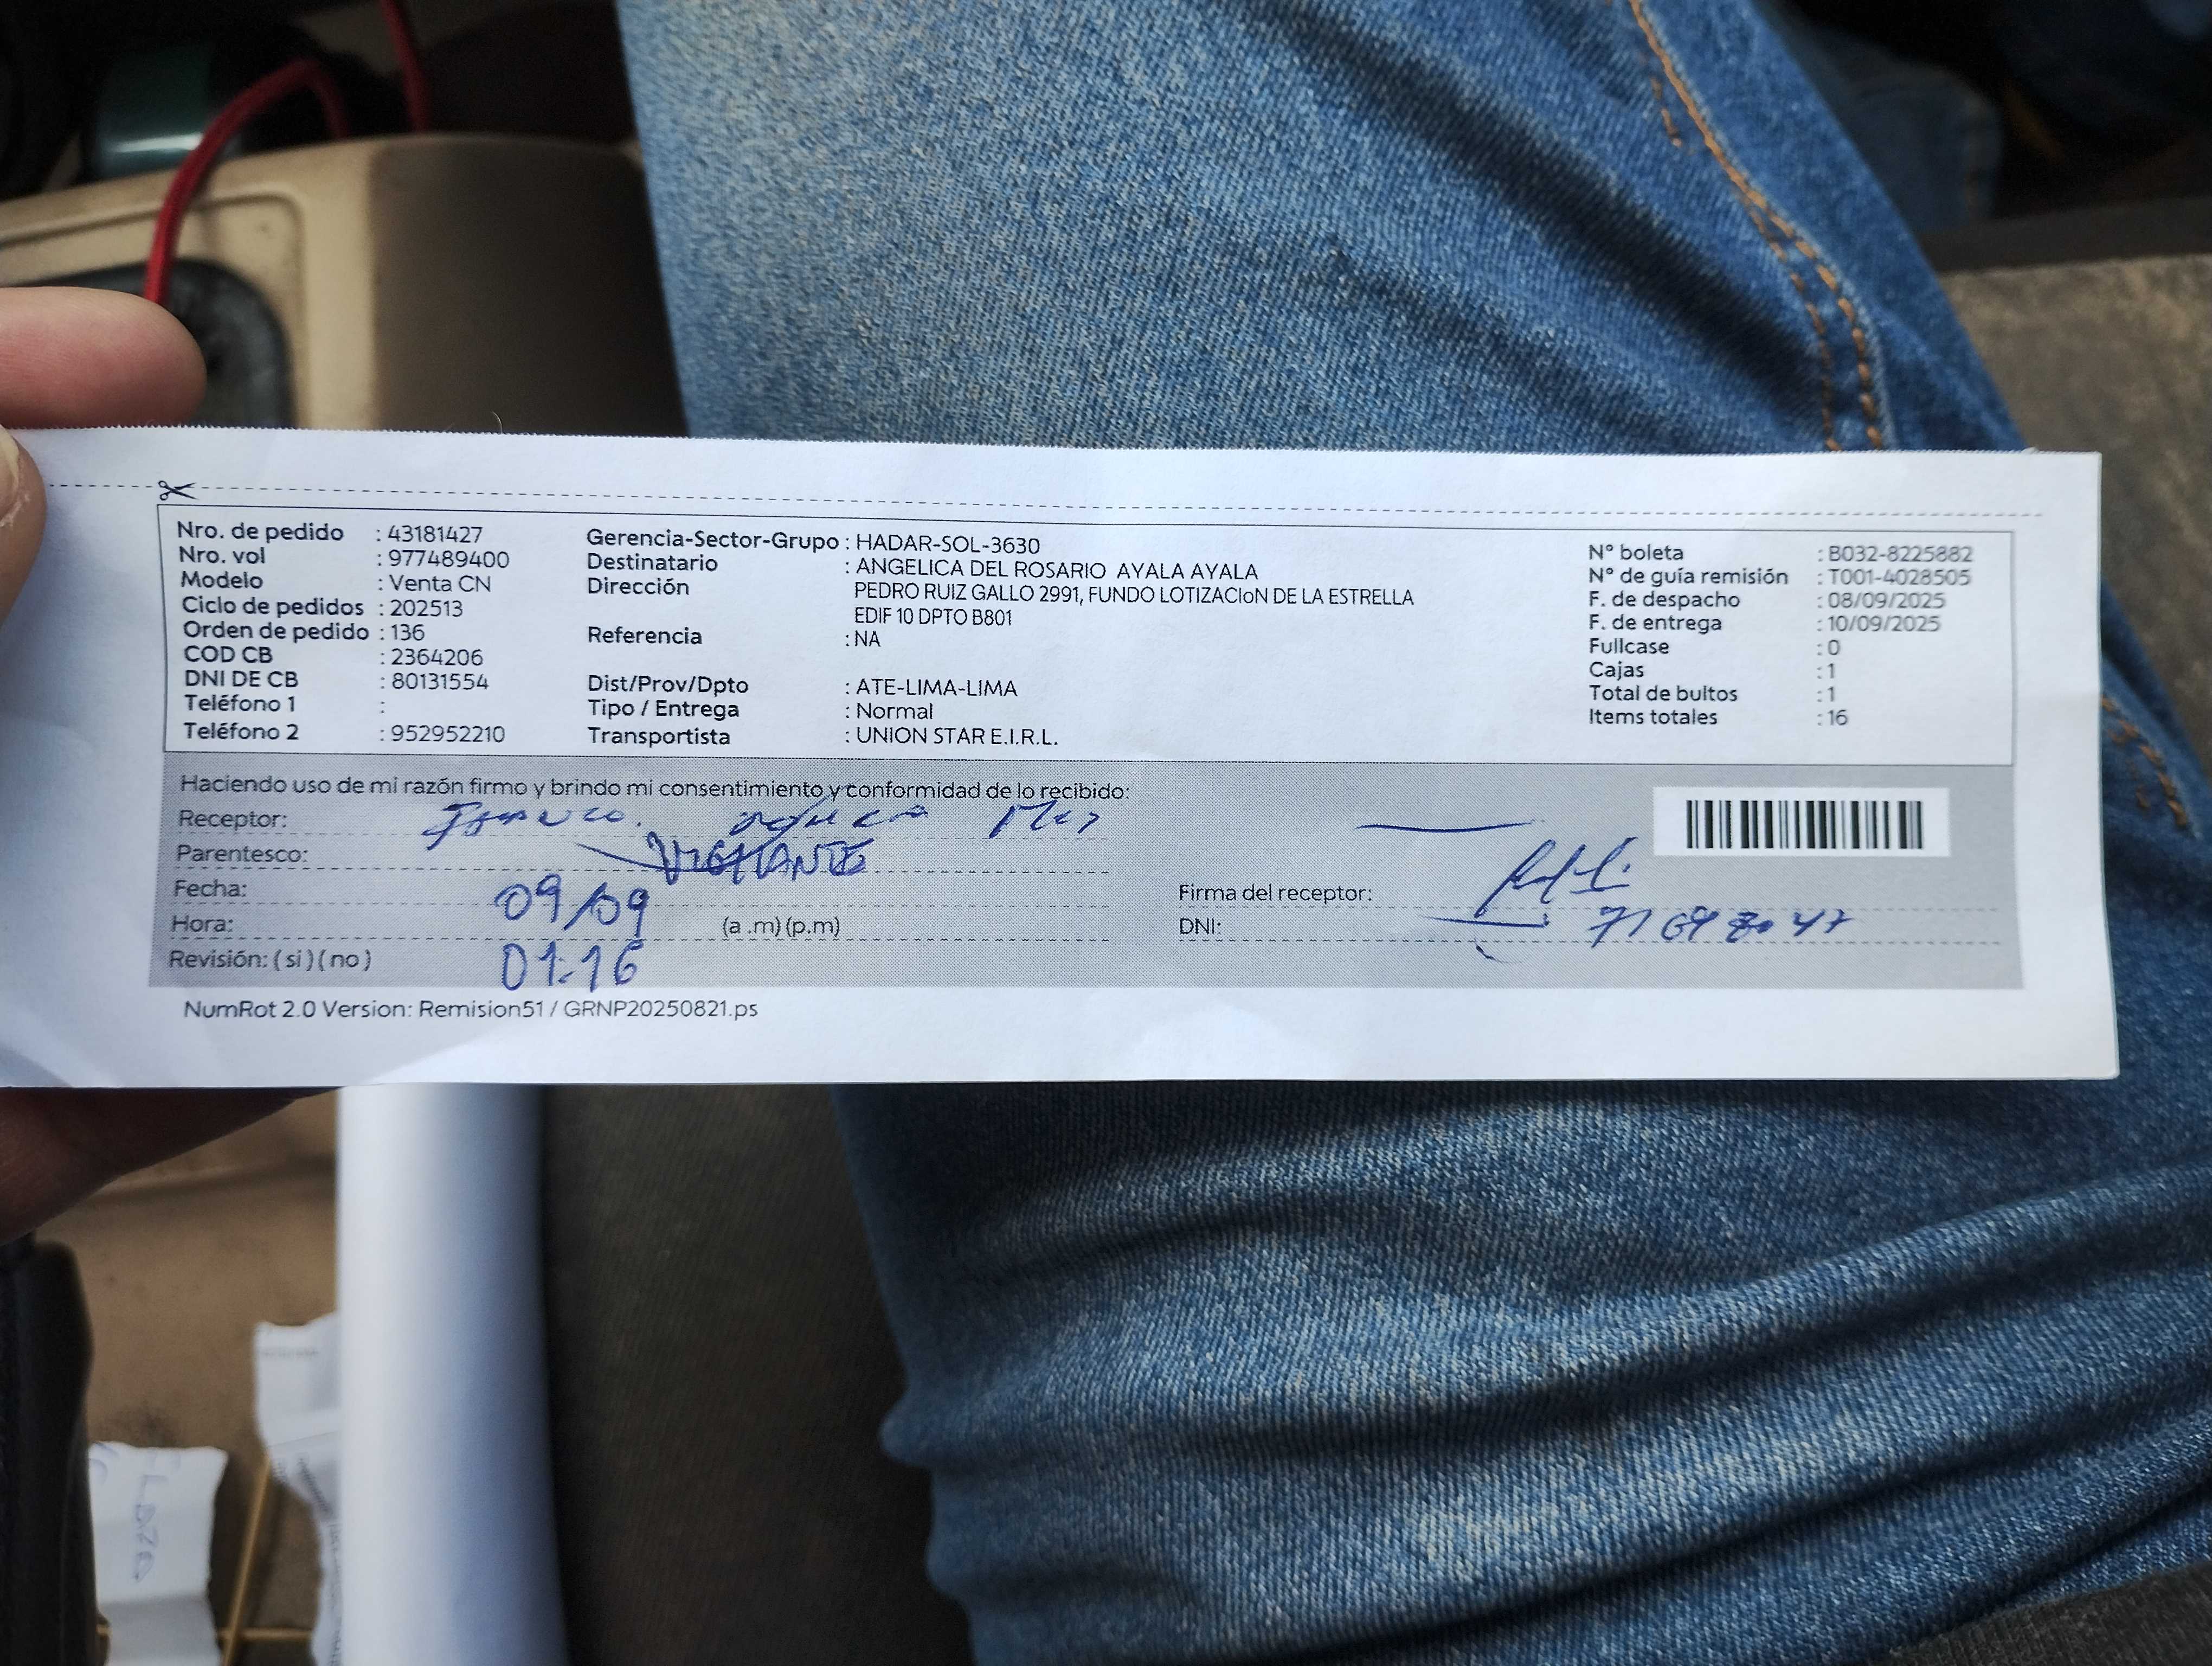 Nro. de pedido : 43181427
Nro. vol : 977489400
Modelo : Venta CN
Ciclo de pedidos : 202513
Orden de pedido : 136
COD CB : 2364206
DNI DE CB : 80131554
Teléfono 1 :
Teléfono 2 : 952952210
Gerencia-Sector-Grupo : HADAR-SOL-3630
Destinatario : ANGELICA DEL ROSARIO AYALA AYALA
Dirección PEDRO RUIZ GALLO 2991, FUNDO LOTIZACIoN DE LA ESTRELLA
EDIF 10 DPTO B801
Referencia : NA
Dist/Prov/Dpto : ATE-LIMA-LIMA
Tipo / Entrega : Normal
Transportista : UNION STAR E.I.R.L.
N° boleta : B032-8225882
N° de guía remisión : T001-4028505
F. de despacho : 08/09/2025
F. de entrega : 10/09/2025
Fullcase : 0
Cajas : 1
Total de bultos : 1
Items totales : 16
Haciendo uso de mi razón firmo y brindo mi consentimiento y conformidad de lo recibido:
Receptor:
Parentesco: VIGILANTE
Fecha: 09/09
Hora: (a .m) (p.m)
Revisión: ( si ) ( no ) 01:16
Firma del receptor:
DNI:
NumRot 2.0 Version: Remision51 / GRNP20250821.ps